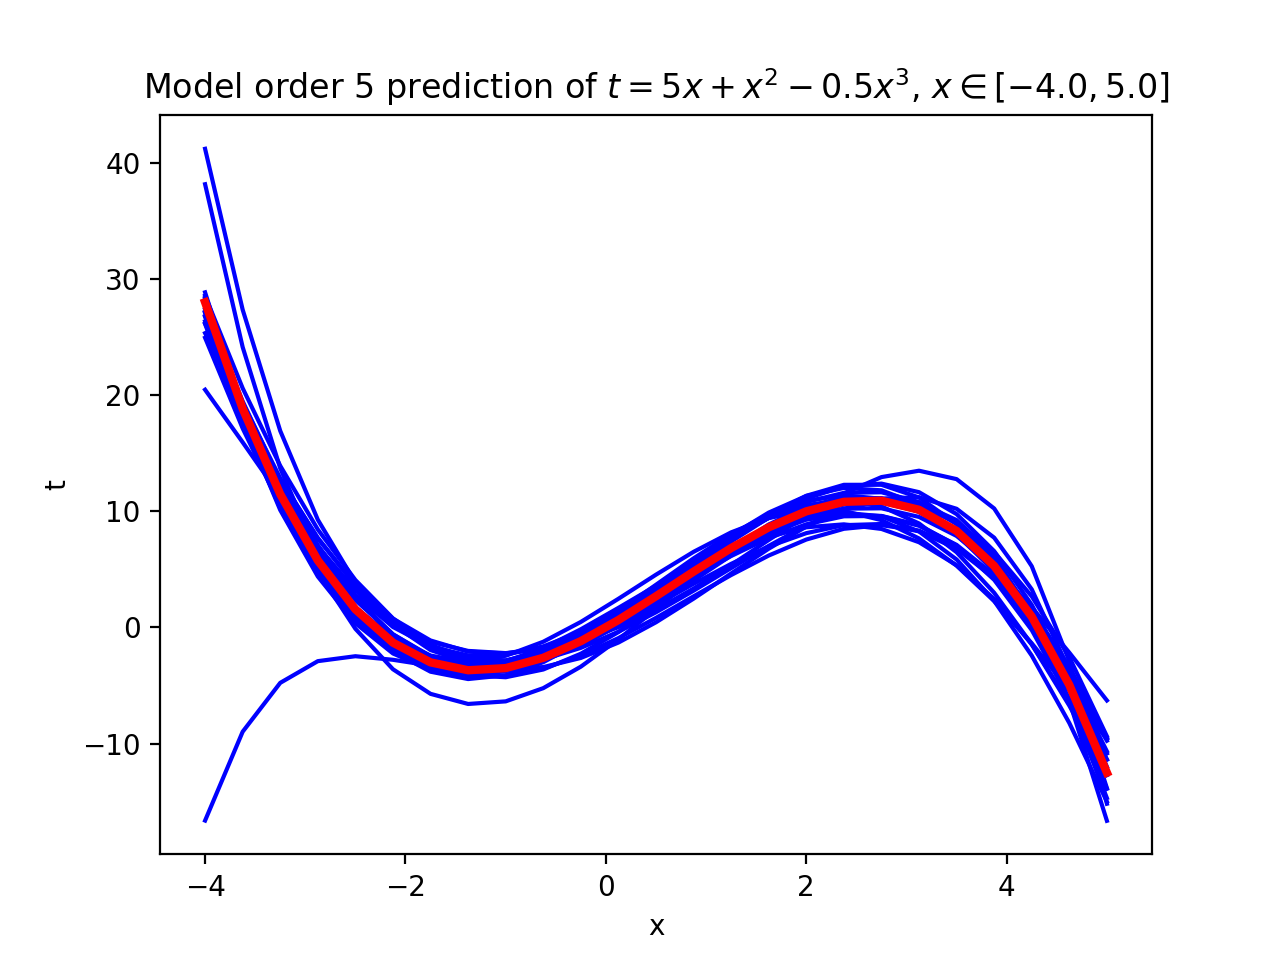 Model order 5 prediction of t = 5x + x² − 0.5x³, x ∈ [−4.0, 5.0]
40
30
20
10
0
−10
t
−4 −2 0 2 4
x